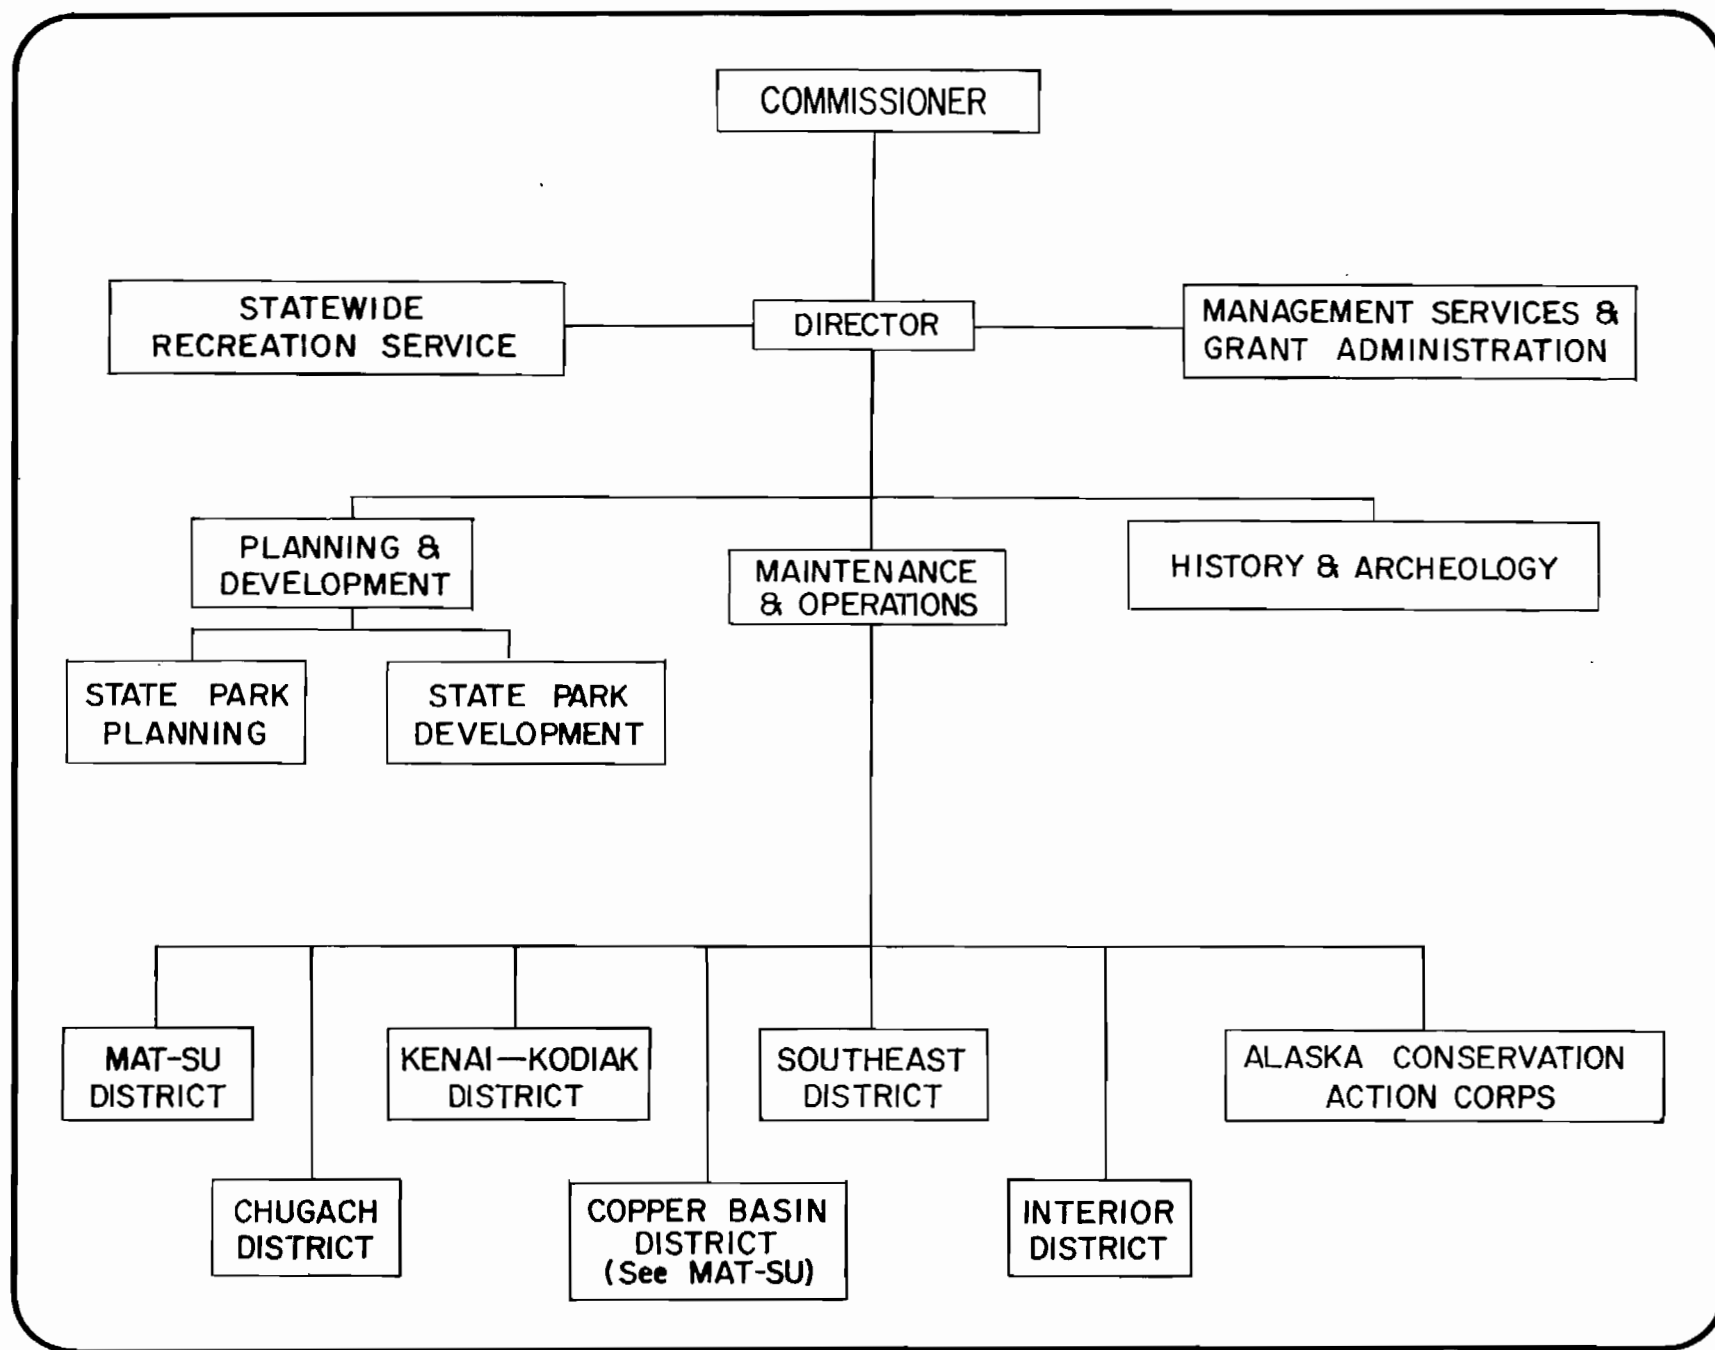 COMMISSIONER
STATEWIDE
RECREATION SERVICE
DIRECTOR
MANAGEMENT SERVICES &
GRANT ADMINISTRATION
PLANNING &
DEVELOPMENT
MAINTENANCE
& OPERATIONS
HISTORY & ARCHEOLOGY
STATE PARK
PLANNING
STATE PARK
DEVELOPMENT
MAT-SU
DISTRICT
KENAI—KODIAK
DISTRICT
SOUTHEAST
DISTRICT
ALASKA CONSERVATION
ACTION CORPS
CHUGACH
DISTRICT
COPPER BASIN
DISTRICT
(See MAT-SU)
INTERIOR
DISTRICT